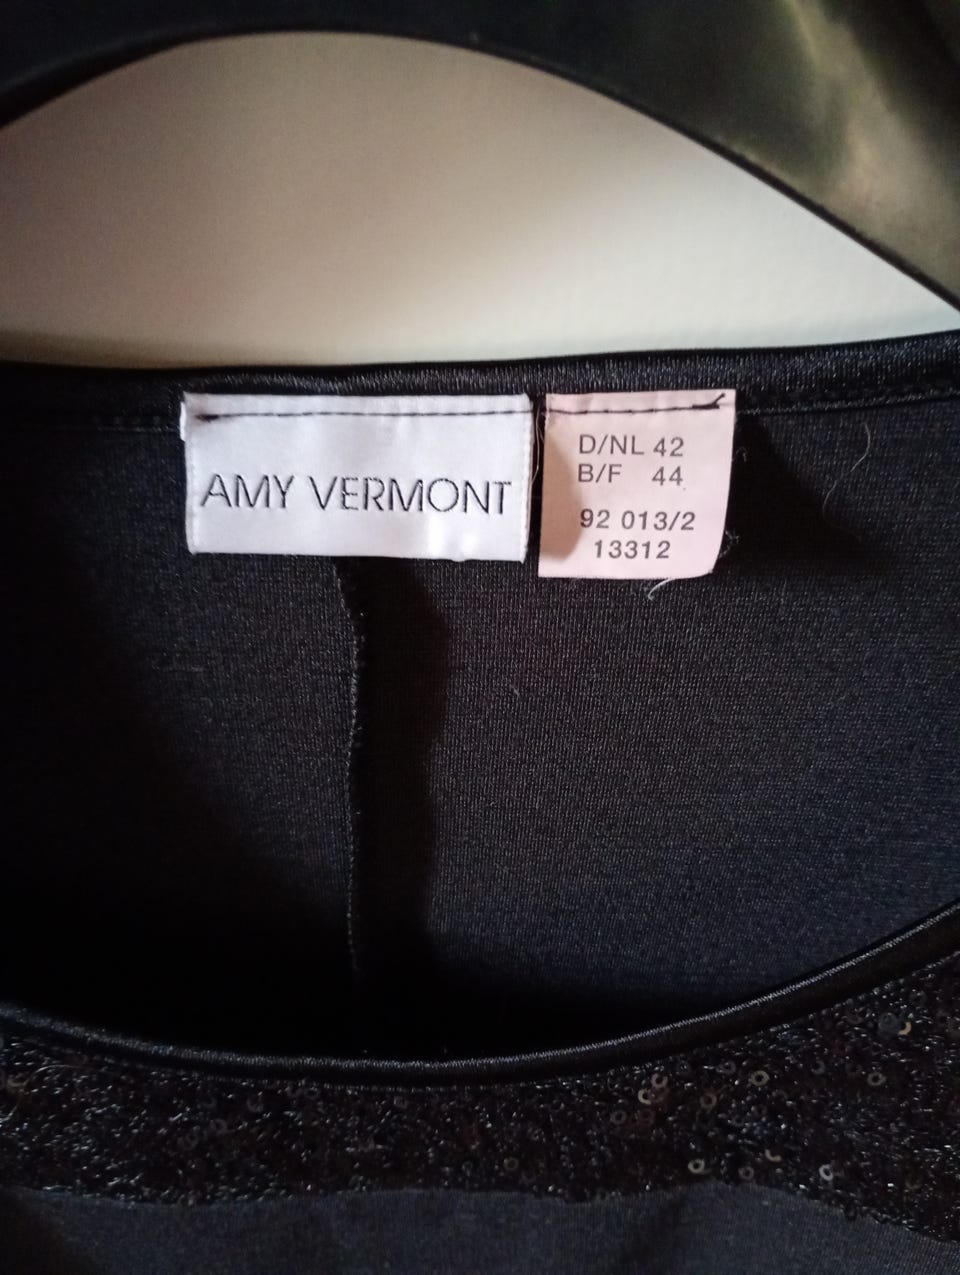 AMY VERMONT
D/NL 42
B/F 44
92 013/2
13312